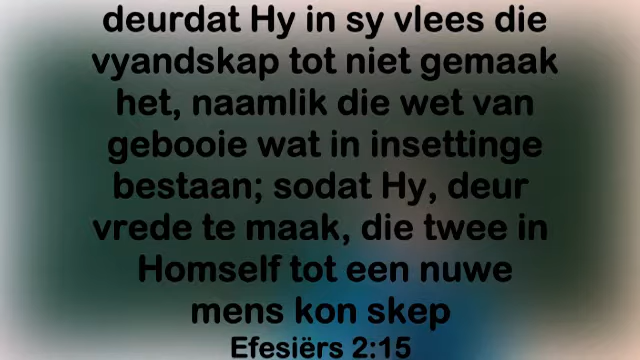 deurdat Hy in sy vlees die
vyandskap tot niet gemaak
het, naamlik die wet van
gebooie wat in insettinge
bestaan; sodat Hy, deur
vrede te maak, die twee in
Homself tot een nuwe
mens kon skep
Efesiërs 2:15